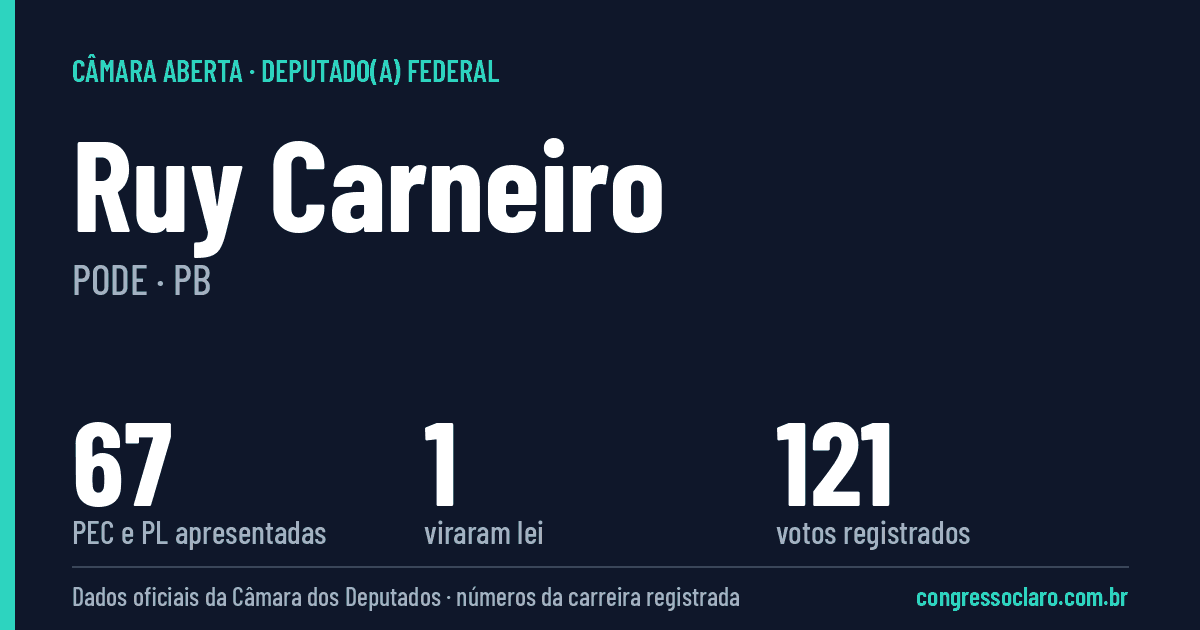 CÂMARA ABERTA · DEPUTADO(A) FEDERAL
Ruy Carneiro
PODE · PB
67
PEC e PL apresentadas
1
viraram lei
121
votos registrados
Dados oficiais da Câmara dos Deputados · números da carreira registrada
congressoclaro.com.br